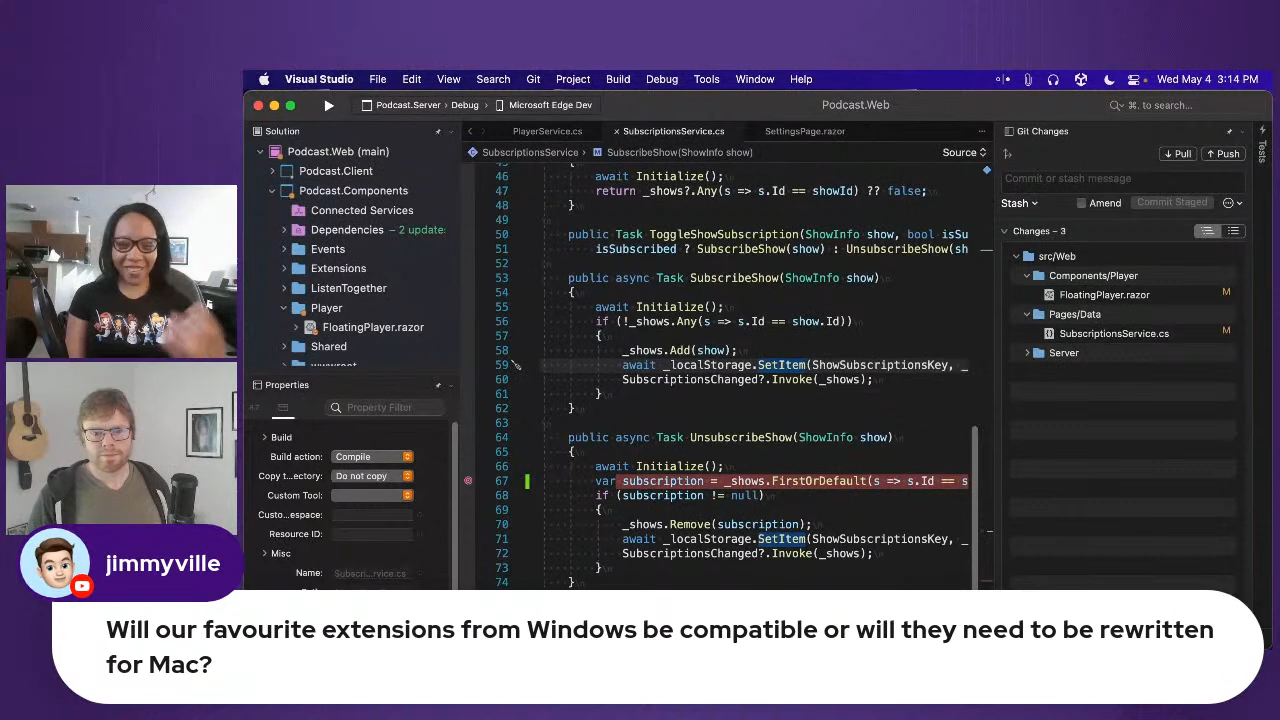 Visual Studio File Edit View Search Git Project Build Debug Tools Window Help Wed May 4 3:14 PM
Podcast.Server › Debug › Microsoft Edge Dev Podcast.Web ⌘. to search...
Solution
Podcast.Web (main)
Podcast.Client
Podcast.Components
Connected Services
Dependencies – 2 update
Events
Extensions
ListenTogether
Player
FloatingPlayer.razor
Shared
Properties
Property Filter
Build
Build action: Compile
Copy t...ectory: Do not copy
Custom Tool:
Custo...espace:
Resource ID:
Misc
Name: Subscri...rvice.cs
PlayerService.cs × SubscriptionsService.cs SettingsPage.razor
SubscriptionsService › SubscribeShow(ShowInfo show) Source
46 await Initialize();
47 return _shows?.Any(s => s.Id == showId) ?? false;
48 }
49
50 public Task ToggleShowSubscription(ShowInfo show, bool isSu
51 isSubscribed ? SubscribeShow(show) : UnsubscribeShow(sh
52
53 public async Task SubscribeShow(ShowInfo show)
54 {
55 await Initialize();
56 if (!_shows.Any(s => s.Id == show.Id))
57 {
58 _shows.Add(show);
59 await _localStorage.SetItem(ShowSubscriptionsKey, _
60 SubscriptionsChanged?.Invoke(_shows);
61 }
62 }
63
64 public async Task UnsubscribeShow(ShowInfo show)
65 {
66 await Initialize();
67 var subscription = _shows.FirstOrDefault(s => s.Id == s
68 if (subscription != null)
69 {
70 _shows.Remove(subscription);
71 await _localStorage.SetItem(ShowSubscriptionsKey, _
72 SubscriptionsChanged?.Invoke(_shows);
73 }
74 }
Git Changes
Pull Push
Commit or stash message
Stash Amend Commit Staged
Changes – 3
src/Web
Components/Player
FloatingPlayer.razor M
Pages/Data
SubscriptionsService.cs M
Server
Tests
jimmyville
Will our favourite extensions from Windows be compatible or will they need to be rewritten
for Mac?